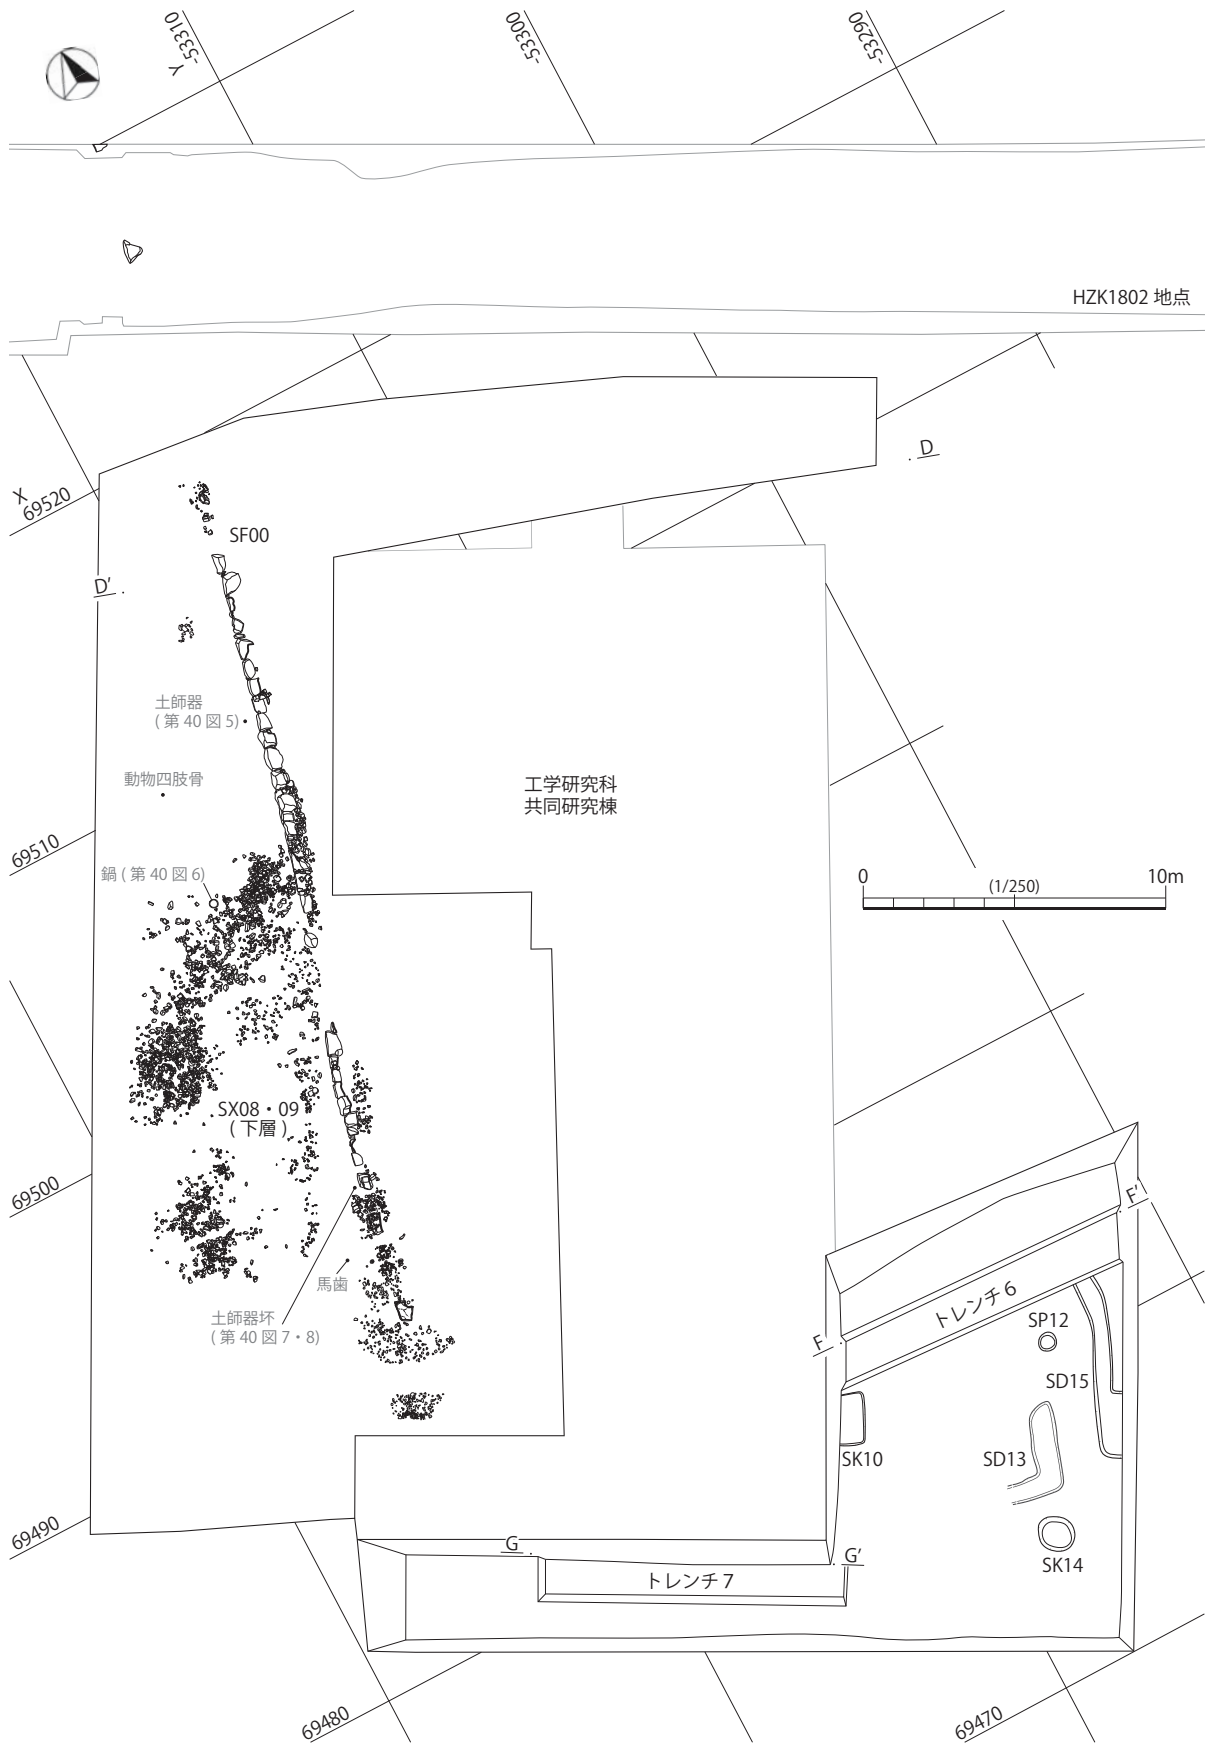 -53310
Y
-53300
-53290
HZK1802 地点
D
X
69520
SF00
D′
土師器
( 第 40 図 5)
動物四肢骨
工学研究科
共同研究棟
69510
鍋 ( 第 40 図 6)
0
(1/250)
10m
SX08・09
( 下層 )
69500
F′
馬歯
トレンチ 6
土師器坏
( 第 40 図 7・8)
SP12
F
SD15
SK10
SD13
69490
G
G′
SK14
トレンチ 7
69480
69470